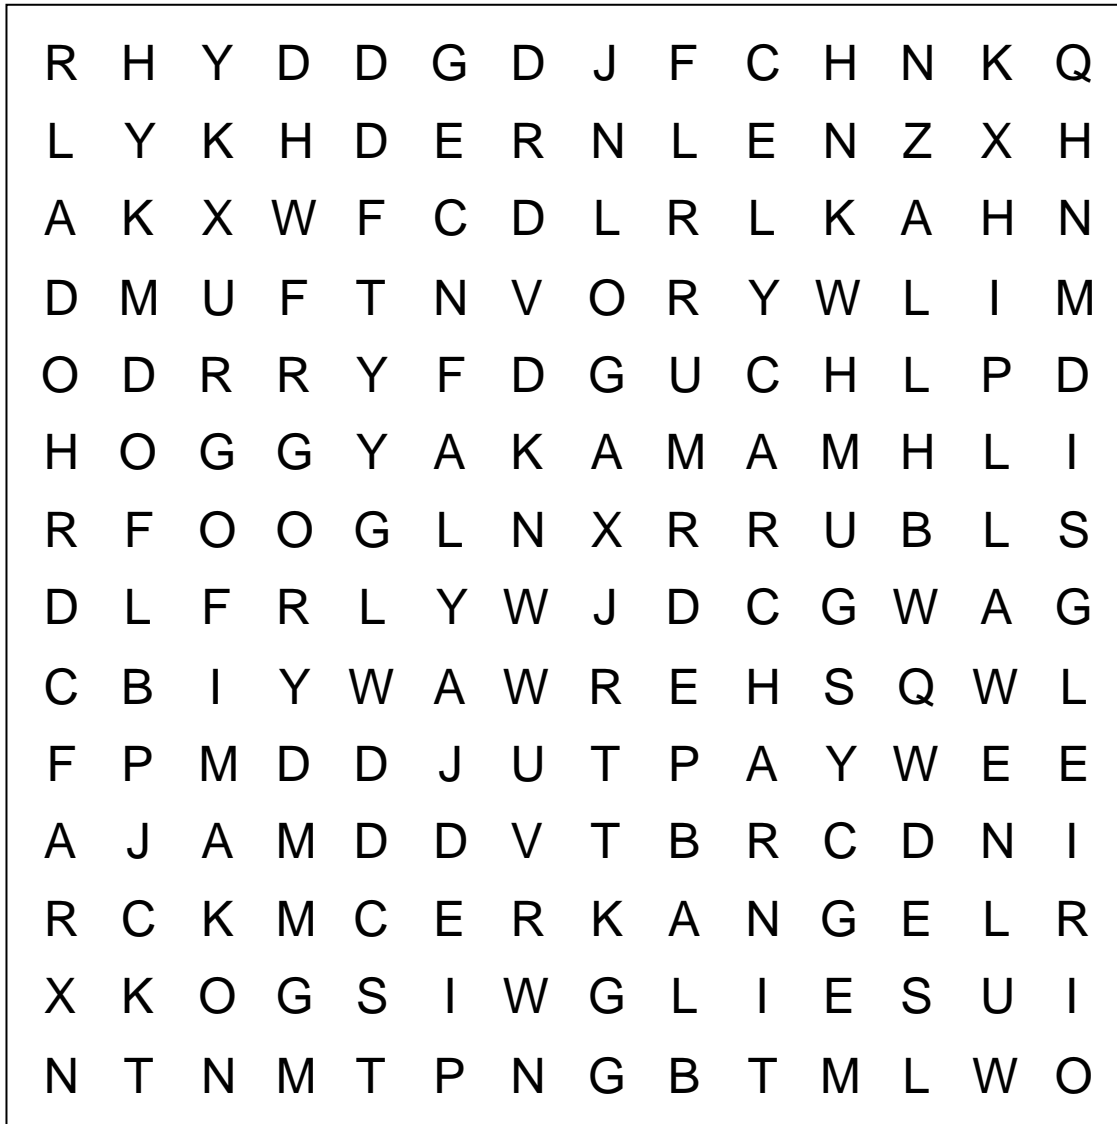 R H Y D D G D J F C H N K Q
L Y K H D E R N L E N Z X H
A K X W F C D L R L K A H N
D M U F T N V O R Y W L I M
O D R R Y F D G U C H L P D
H O G G Y A K A M A M H L I
R F O O G L N X R R U B L S
D L F R L Y W J D C G W A G
C B I Y W A W R E H S Q W L
F P M D D J U T P A Y W E E
A J A M D D V T B R C D N I
R C K M C E R K A N G E L R
X K O G S I W G L I E S U I
N T N M T P N G B T M L W O